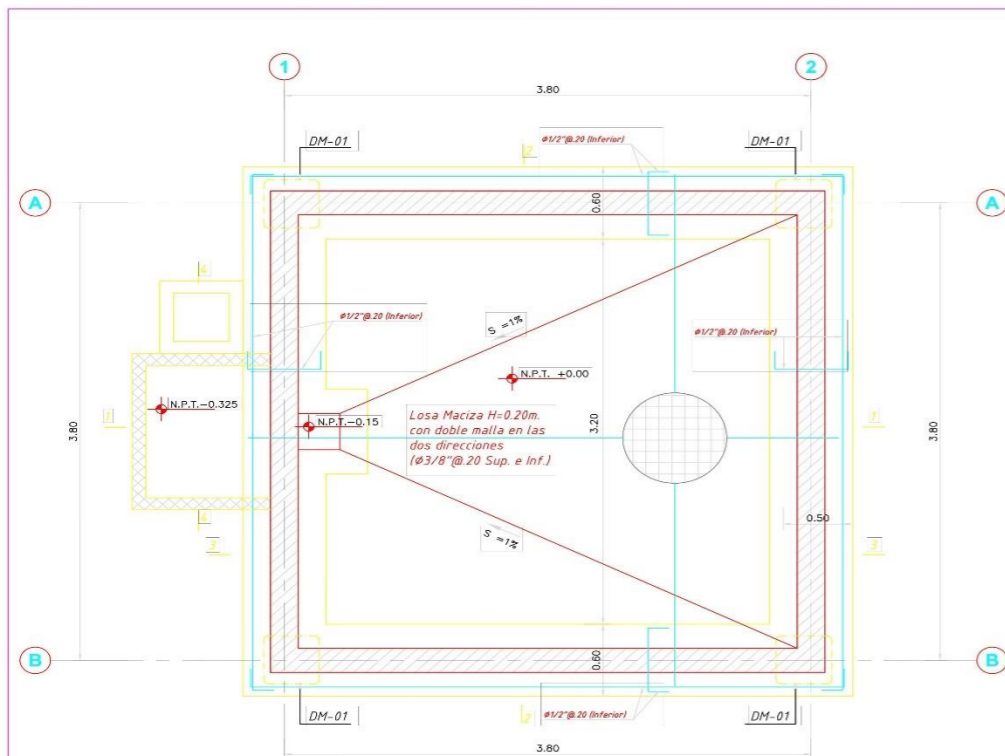 1
2
3.80
DM-01
Ø1/2"@.20 (Inferior)
DM-01
2
A
A
0.60
4
Ø1/2"@.20 (Inferior)
S =1%
Ø1/2"@.20 (Inferior)
N.P.T. +0.00
N.P.T.-0.325
1
N.P.T.-0.15
1
3.80
3.20
3.80
Losa Maciza H=0.20m.
con doble malla en las
dos direcciones
(Ø3/8"@.20 Sup. e Inf.)
0.50
4
3
S =1%
3
B
B
0.60
DM-01
2
Ø1/2"@.20 (Inferior)
DM-01
3.80